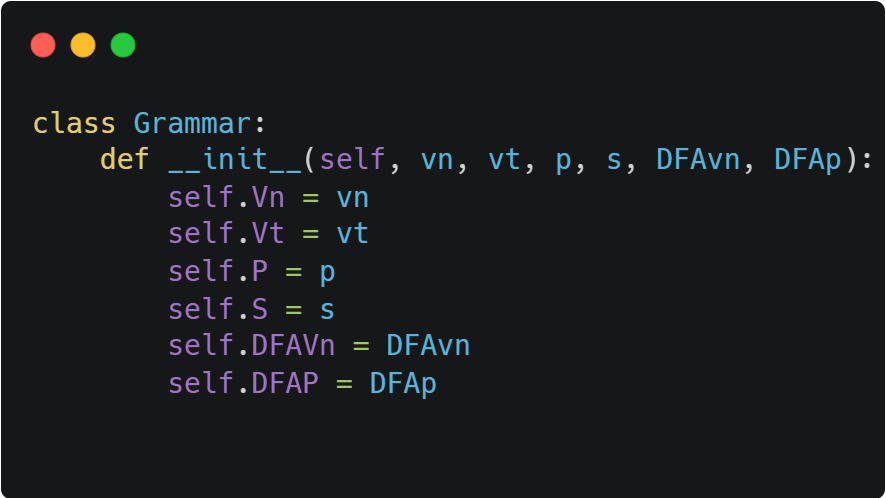 class Grammar:
    def __init__(self, vn, vt, p, s, DFAvn, DFAp):
        self.Vn = vn
        self.Vt = vt
        self.P = p
        self.S = s
        self.DFAVn = DFAvn
        self.DFAP = DFAp